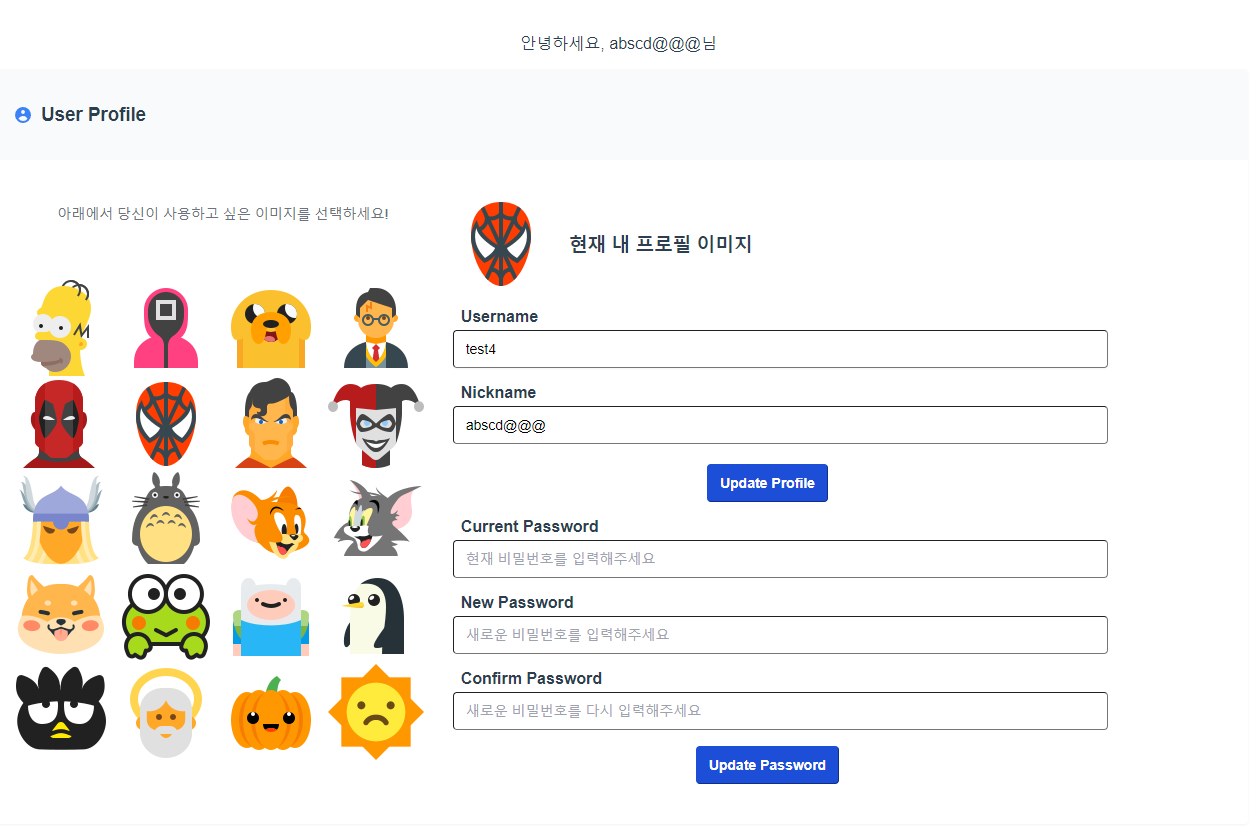 안녕하세요, abscd@@@님
User Profile
아래에서 당신이 사용하고 싶은 이미지를 선택하세요!
현재 내 프로필 이미지
Username
test4
Nickname
abscd@@@
Update Profile
Current Password
현재 비밀번호를 입력해주세요
New Password
새로운 비밀번호를 입력해주세요
Confirm Password
새로운 비밀번호를 다시 입력해주세요
Update Password